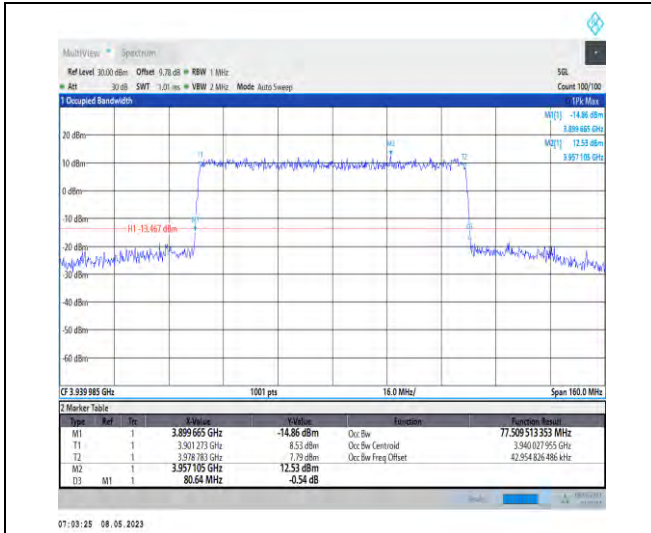 MultiView Spectrum
Ref Level 30.00 dBm Offset 9.78 dB RBW 1 MHz SGL
Att 30 dB SWT 1.01 ms VBW 2 MHz Mode Auto Sweep Count 100/100
1 Occupied Bandwidth 1Pk Max
M1[1] -14.86 dBm
3.899 665 GHz
20 dBm
M2[1] 12.53 dBm
3.957 105 GHz
M2
T1 T2
10 dBm
0 dBm
-10 dBm
H1 -13.467 dBm
-20 dBm
-30 dBm
-40 dBm
-50 dBm
-60 dBm
CF 3.939 985 GHz 1001 pts 16.0 MHz/ Span 160.0 MHz
2 Marker Table
Type Ref Trc X-Value Y-Value Function Function Result
M1 1 3.899 665 GHz -14.86 dBm Occ Bw 77.509 513 353 MHz
T1 1 3.901 273 GHz 8.53 dBm Occ Bw Centroid 3.940 027 955 GHz
T2 1 3.978 783 GHz 7.79 dBm Occ Bw Freq Offset 42.954 826 486 kHz
M2 1 3.957 105 GHz 12.53 dBm
D3 M1 1 80.64 MHz -0.54 dB
07:03:25 08.05.2023